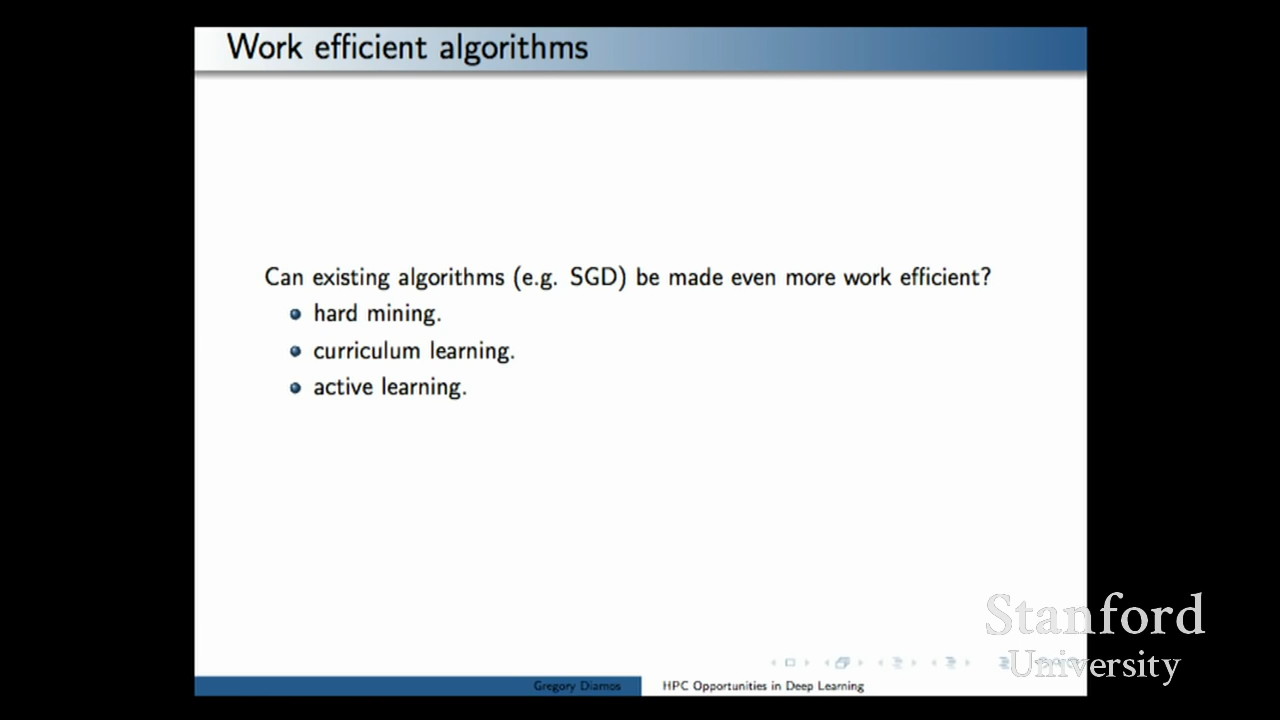 Work efficient algorithms
Can existing algorithms (e.g. SGD) be made even more work efficient?
hard mining.
curriculum learning.
active learning.
Stanford
University
Gregory Diamos
HPC Opportunities in Deep Learning